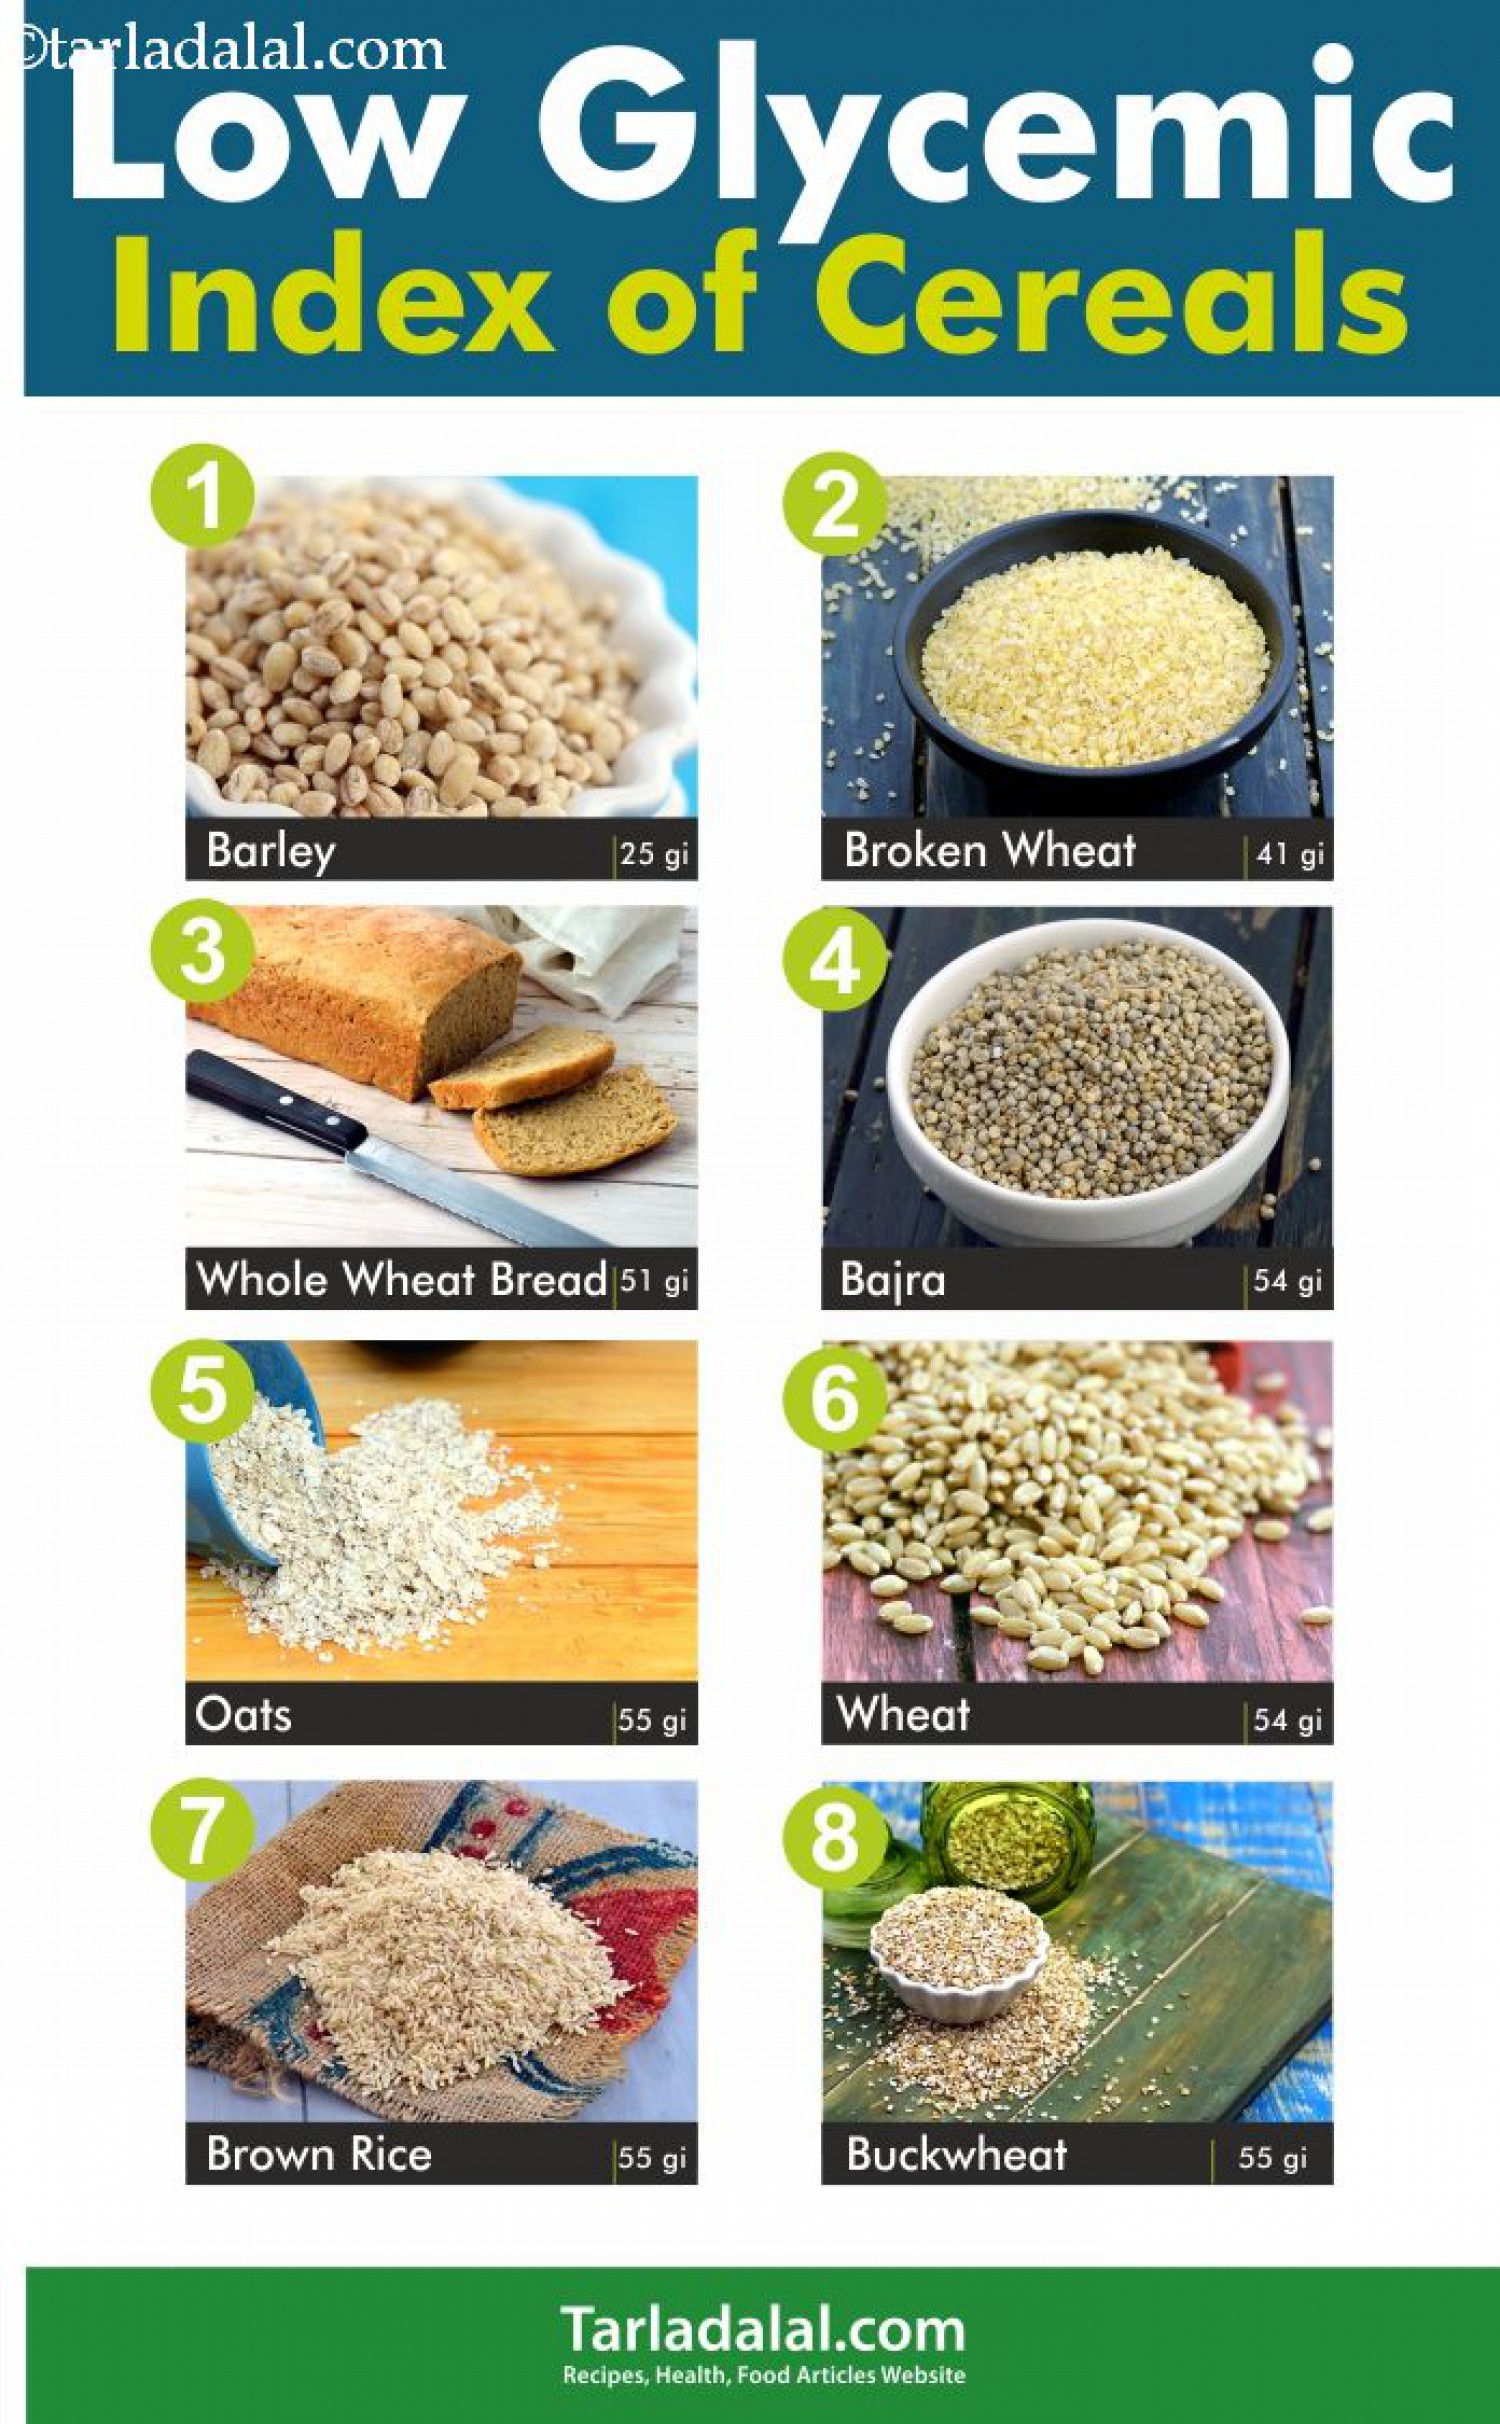 ©tarladalal.com
Low Glycemic
Index of Cereals
1
2
Barley 25 gi
Broken Wheat 41 gi
3
4
Whole Wheat Bread 51 gi
Bajra 54 gi
5
6
Oats 55 gi
Wheat 54 gi
7
8
Brown Rice 55 gi
Buckwheat 55 gi
Tarladalal.com
Recipes, Health, Food Articles Website